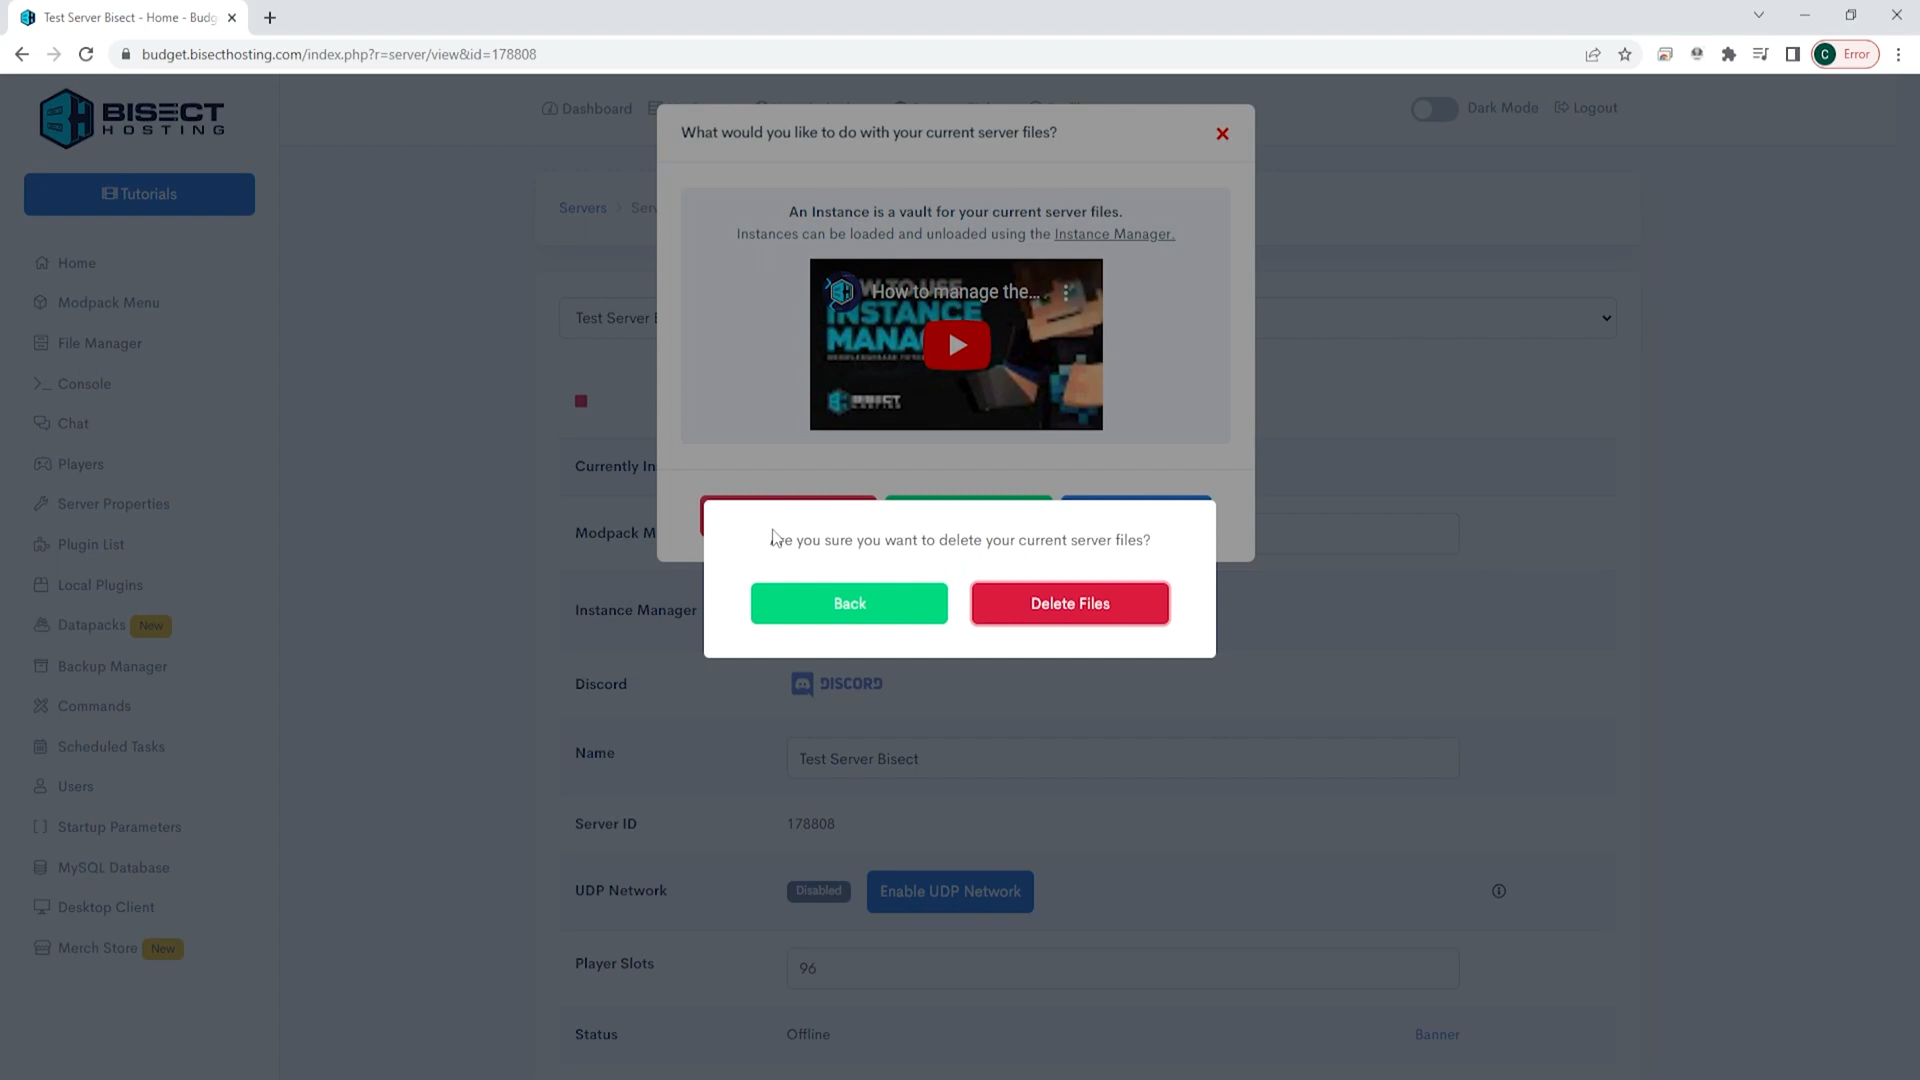 Test Server Bisect - Home - Budg
budget.bisecthosting.com/index.php?r=server/view&id=178808
C Error
BISECT
HOSTING
Dashboard
Dark Mode
Logout
Tutorials
Home
Modpack Menu
File Manager
Console
Chat
Players
Server Properties
Plugin List
Local Plugins
Datapacks New
Backup Manager
Commands
Scheduled Tasks
Users
Startup Parameters
MySQL Database
Desktop Client
Merch Store New
What would you like to do with your current server files?
An Instance is a vault for your current server files.
Instances can be loaded and unloaded using the Instance Manager.
How to manage the...
INSTANCE
MANA
BISECT
Are you sure you want to delete your current server files?
Back
Delete Files
Servers > Serv
Test Server B
Currently In
Modpack M
Instance Manager
Discord
DISCORD
Name
Test Server Bisect
Server ID
178808
UDP Network
Disabled
Enable UDP Network
Player Slots
96
Status
Offline
Banner